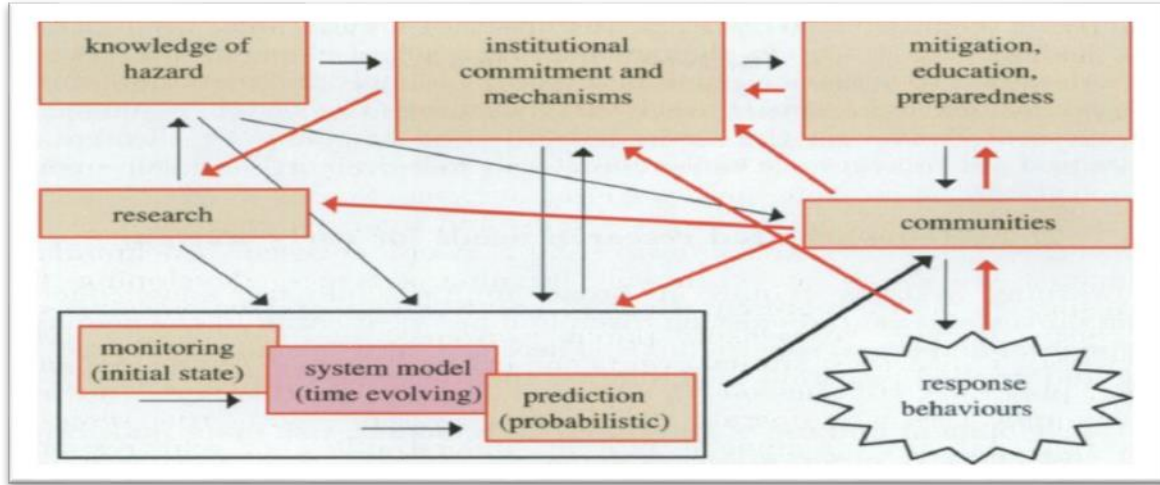 knowledge of
hazard
institutional
commitment and
mechanisms
mitigation,
education,
preparedness
research
communities
monitoring
(initial state)
system model
(time evolving)
prediction
(probabilistic)
response
behaviours